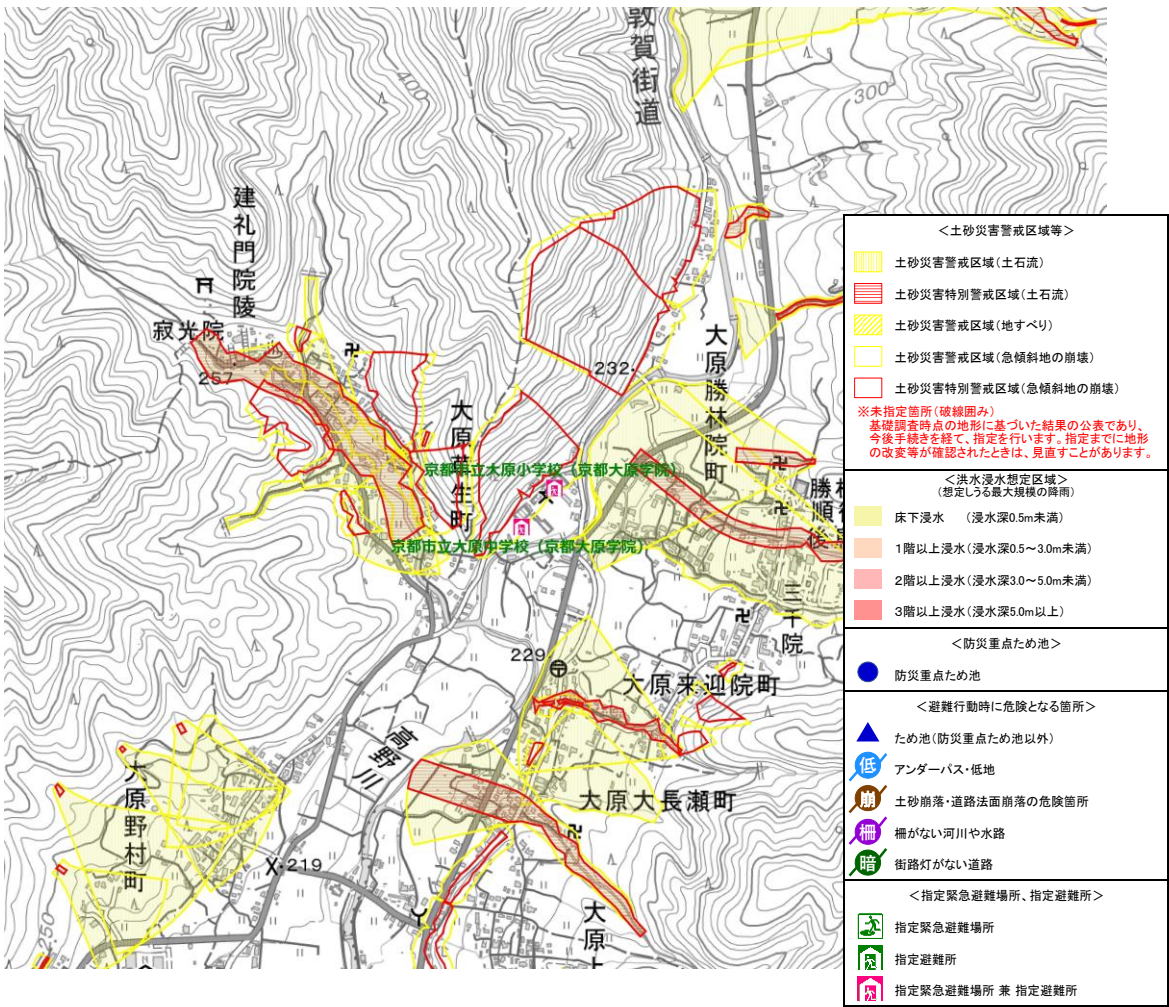 敦賀街道
400
300
建礼門院陵
寂光院
257
232
大原勝林院町
大原草生町
京都市立大原小学校(京都大原学院)
京都市立大原中学校(京都大原学院)
三千院
229
大原来迎院町
高野川
大原大長瀬町
大原野村町
219
250
大原上
<土砂災害警戒区域等>
土砂災害警戒区域(土石流)
土砂災害特別警戒区域(土石流)
土砂災害警戒区域(地すべり)
土砂災害警戒区域(急傾斜地の崩壊)
土砂災害特別警戒区域(急傾斜地の崩壊)
※未指定箇所(破線囲み)
基礎調査時点の地形に基づいた結果の公表であり、
今後手続きを経て、指定を行います。指定までに地形
の改変等が確認されたときは、見直すことがあります。
<洪水浸水想定区域>
(想定しうる最大規模の降雨)
床下浸水 (浸水深0.5m未満)
1階以上浸水(浸水深0.5~3.0m未満)
2階以上浸水(浸水深3.0~5.0m未満)
3階以上浸水(浸水深5.0m以上)
<防災重点ため池>
防災重点ため池
<避難行動時に危険となる箇所>
ため池(防災重点ため池以外)
低 アンダーパス・低地
崩 土砂崩落・道路法面崩落の危険箇所
柵 柵がない河川や水路
暗 街路灯がない道路
<指定緊急避難場所、指定避難所>
指定緊急避難場所
指定避難所
指定緊急避難場所 兼 指定避難所